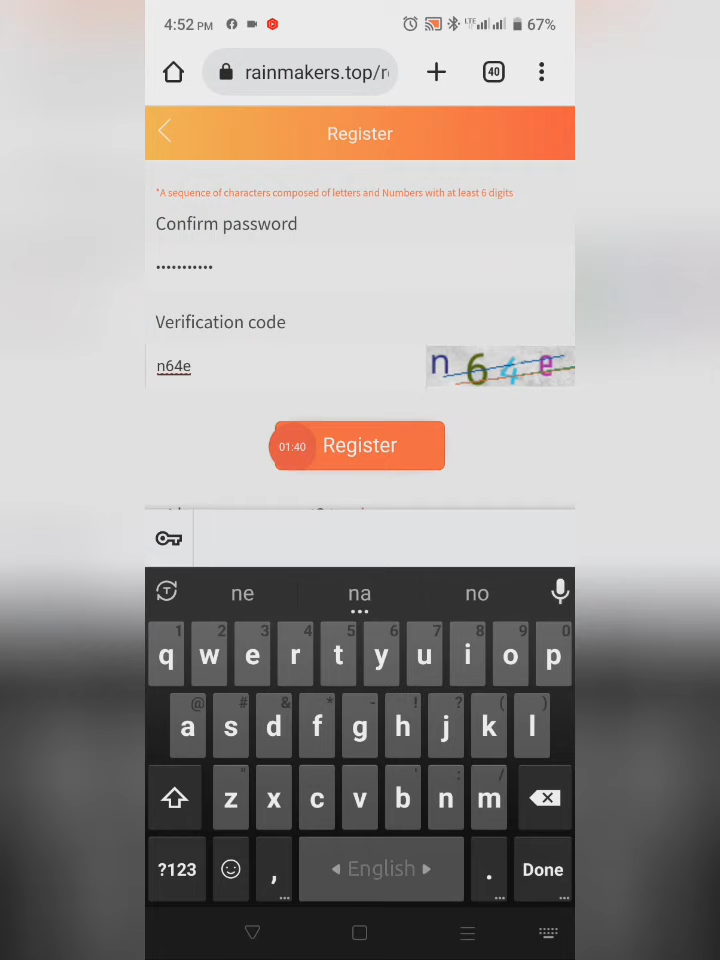 4:52 PM LTE 67%
rainmakers.top/r
40
Register
*A sequence of characters composed of letters and Numbers with at least 6 digits
Confirm password
•••••••••••
Verification code
n64e n64e
01:40 Register
T ne na no
1 2 3 4 5 6 7 8 9 0
q w e r t y u i o p
@ # & * - ! ? ( )
a s d f g h j k l
" ' : /
z x c v b n m
?123 , English . Done